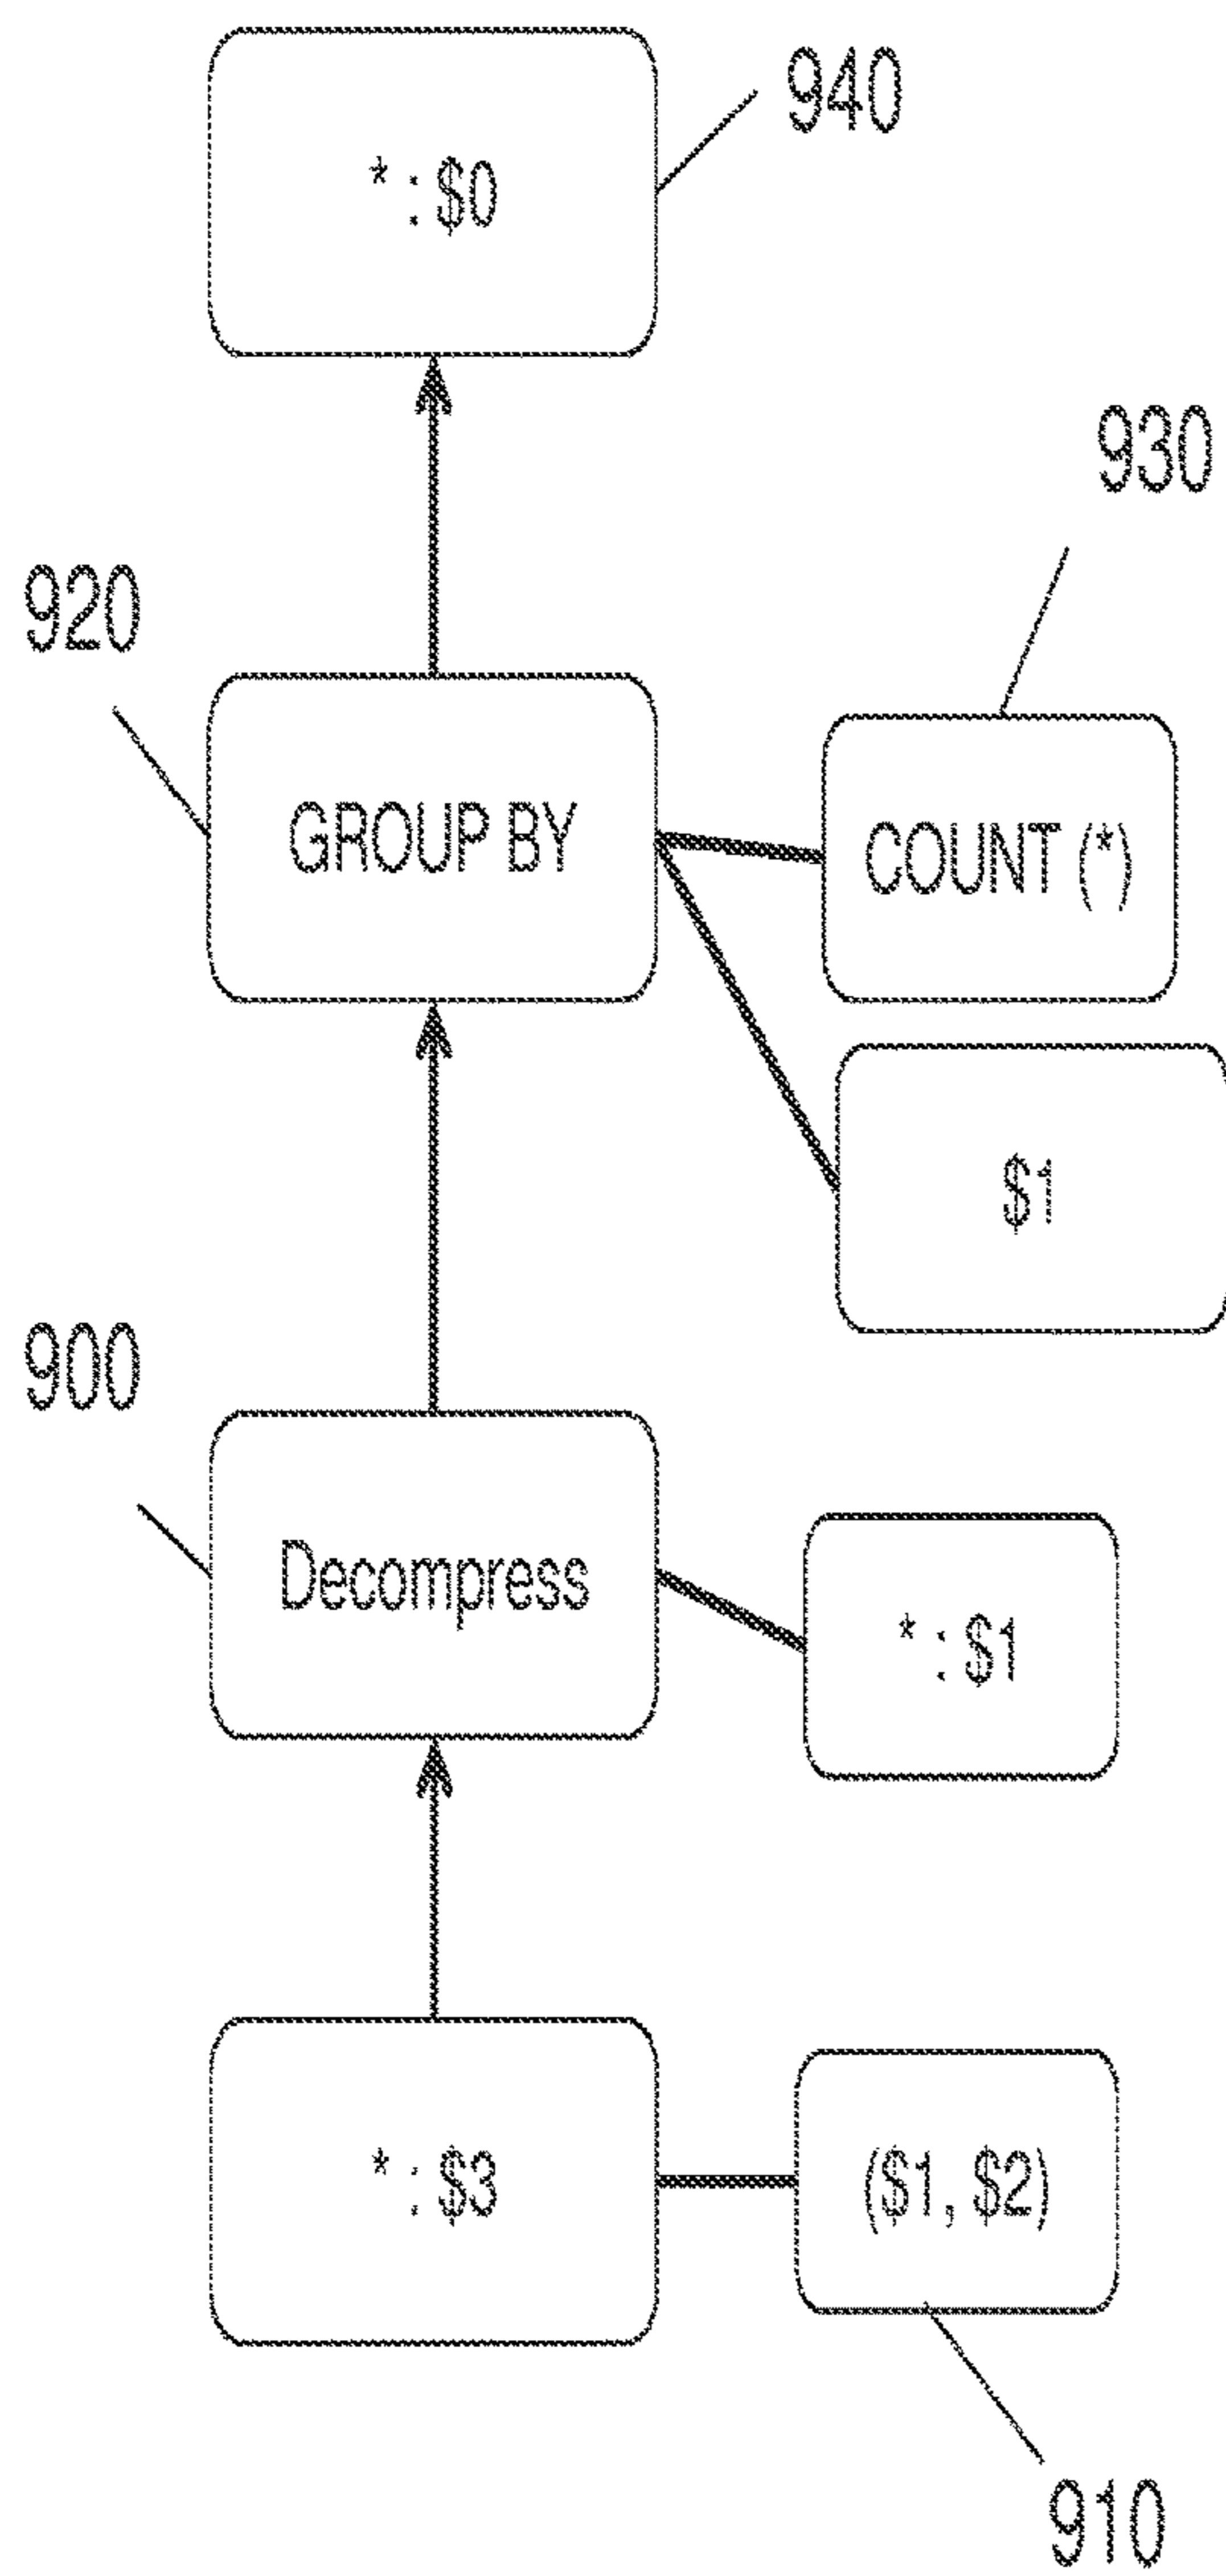 940
* : $0
930
920
GROUP BY
COUNT (*)
$1
900
Decompress
* : $1
* : $3
($1, $2)
910